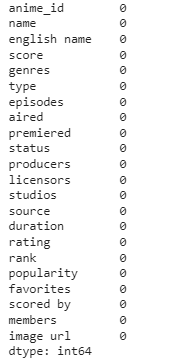 anime_id 0
name 0
english name 0
score 0
genres 0
type 0
episodes 0
aired 0
premiered 0
status 0
producers 0
licensors 0
studios 0
source 0
duration 0
rating 0
rank 0
popularity 0
favorites 0
scored by 0
members 0
image url 0
dtype: int64